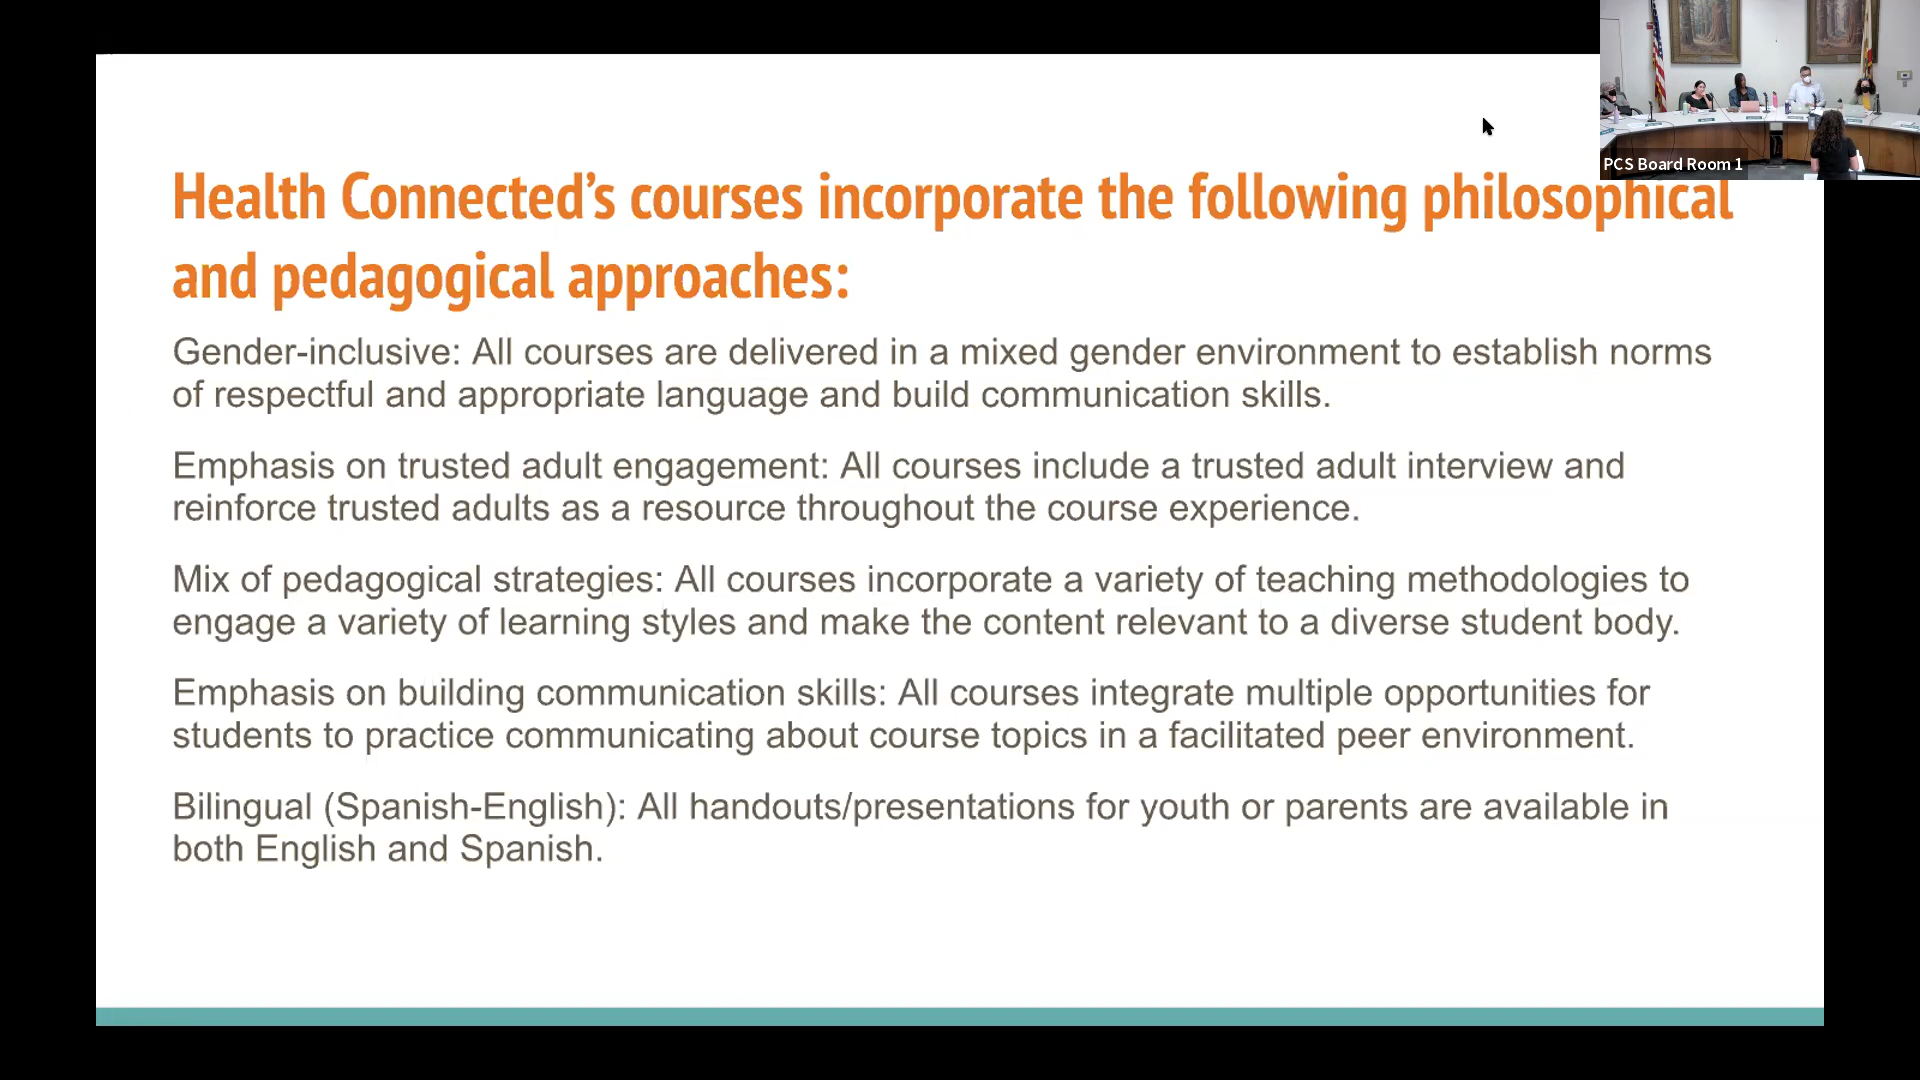 PCS Board Room 1
Health Connected’s courses incorporate the following philosophical
and pedagogical approaches:
Gender-inclusive: All courses are delivered in a mixed gender environment to establish norms
of respectful and appropriate language and build communication skills.
Emphasis on trusted adult engagement: All courses include a trusted adult interview and
reinforce trusted adults as a resource throughout the course experience.
Mix of pedagogical strategies: All courses incorporate a variety of teaching methodologies to
engage a variety of learning styles and make the content relevant to a diverse student body.
Emphasis on building communication skills: All courses integrate multiple opportunities for
students to practice communicating about course topics in a facilitated peer environment.
Bilingual (Spanish-English): All handouts/presentations for youth or parents are available in
both English and Spanish.